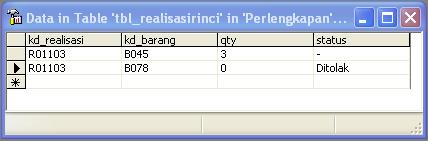 Data in Table 'tbl_realisasirinci' in 'Perlengkapan'...
kd_realisasi kd_barang qty status
R01103 B045 3 -
R01103 B078 0 Ditolak